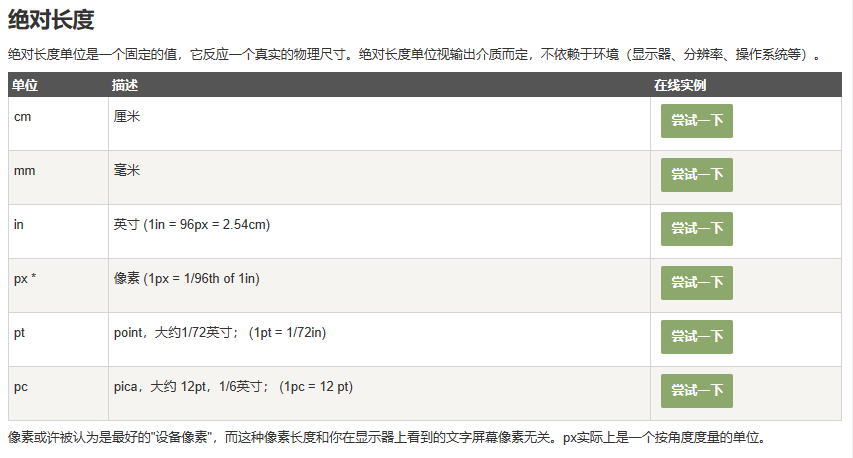 绝对长度
绝对长度单位是一个固定的值，它反应一个真实的物理尺寸。绝对长度单位视输出介质而定，不依赖于环境（显示器、分辨率、操作系统等）。
单位 描述 在线实例
cm 厘米 尝试一下
mm 毫米 尝试一下
in 英寸 (1in = 96px = 2.54cm) 尝试一下
px * 像素 (1px = 1/96th of 1in) 尝试一下
pt point，大约1/72英寸； (1pt = 1/72in) 尝试一下
pc pica，大约 12pt，1/6英寸； (1pc = 12 pt) 尝试一下
像素或许被认为是最好的"设备像素"，而这种像素长度和你在显示器上看到的文字屏幕像素无关。px实际上是一个按角度度量的单位。